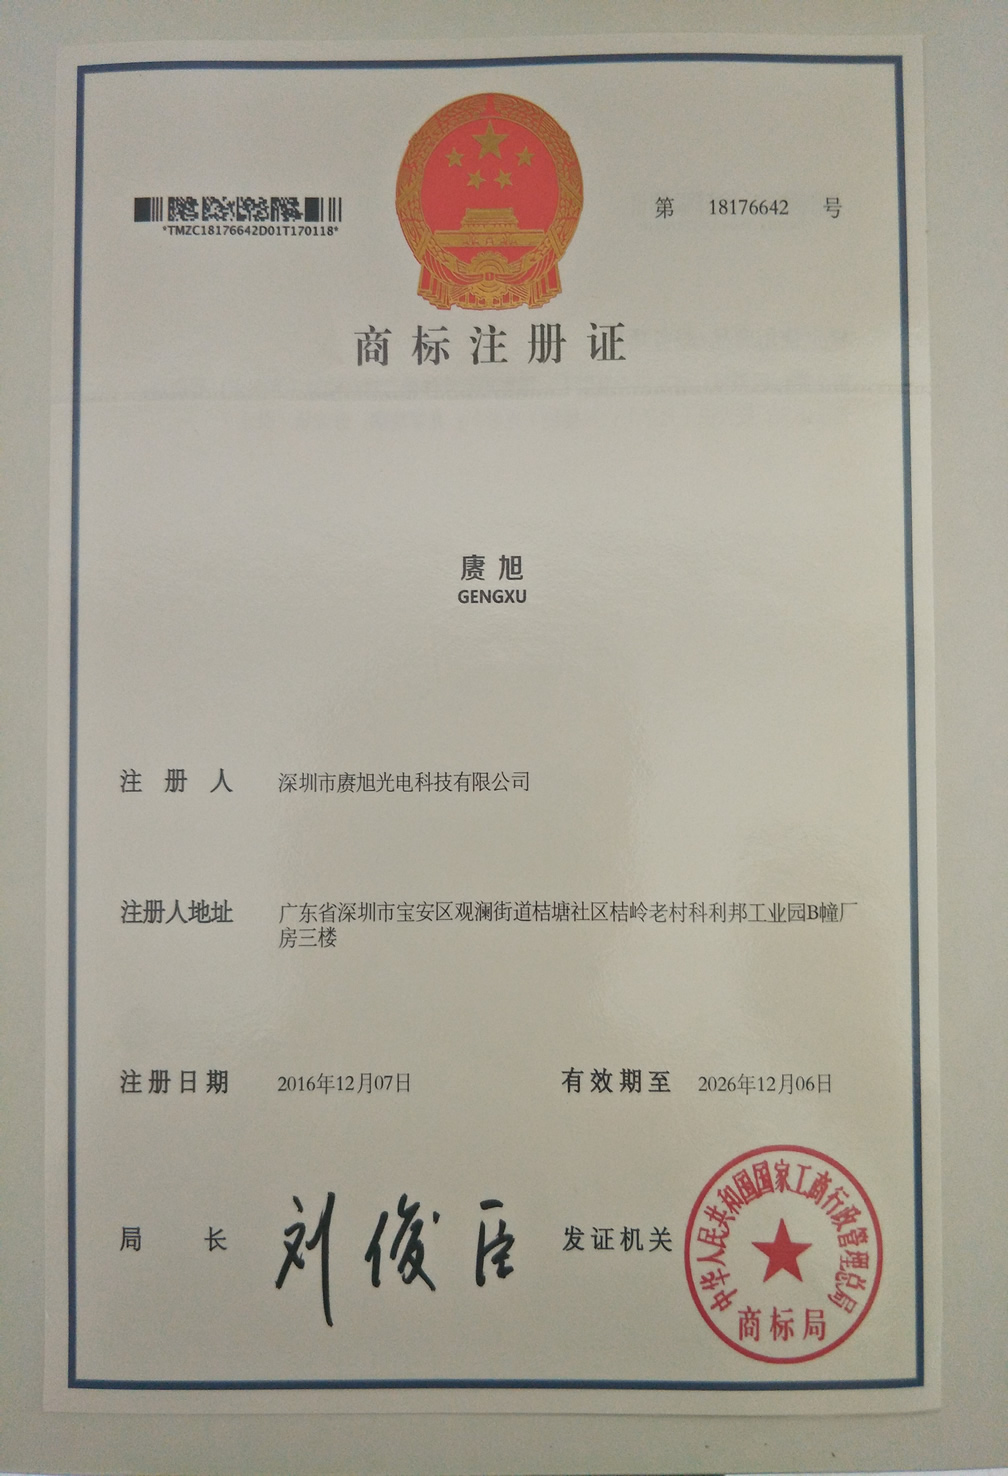 *TMZC18176642D01T170118*
第 18176642 号
商标注册证
赓旭
GENGXU
注册人 深圳市赓旭光电科技有限公司
注册人地址 广东省深圳市宝安区观澜街道桔塘社区桔岭老村科利邦工业园B幢厂
房三楼
注册日期 2016年12月07日 有效期至 2026年12月06日
局长 刘俊臣 发证机关
中华人民共和国国家工商行政管理总局
商标局